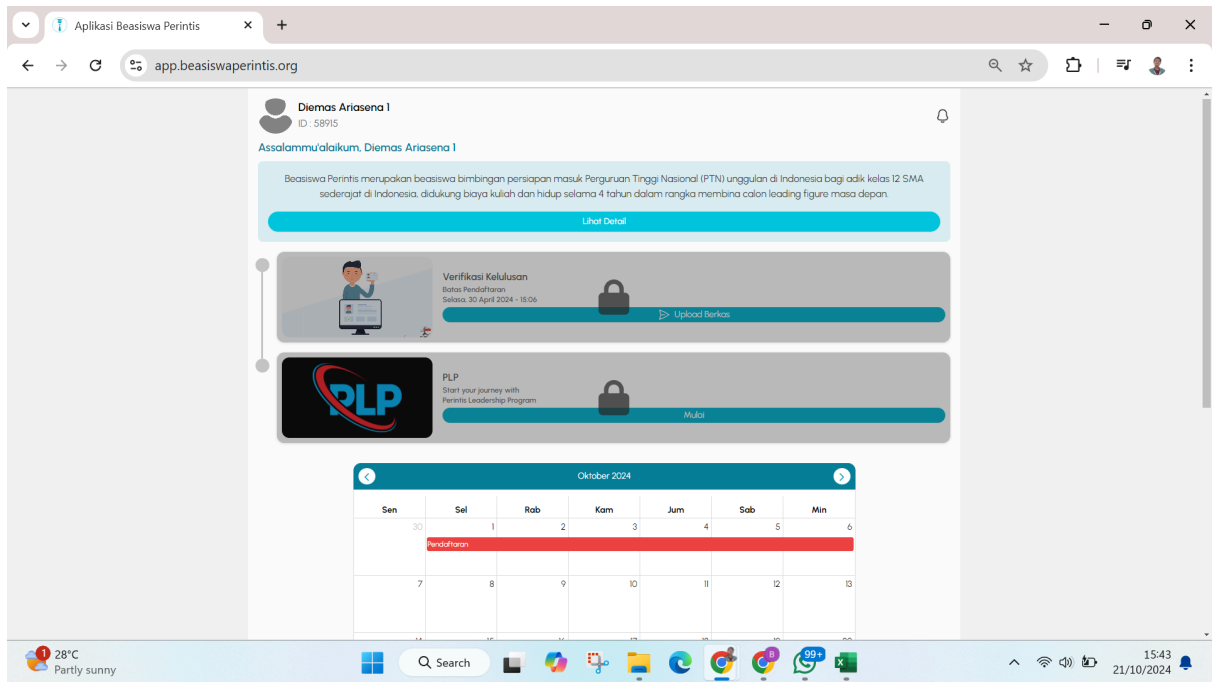 Aplikasi Beasiswa Perintis
app.beasiswaperintis.org
Diemas Ariasena 1
ID : 58915
Assalammu'alaikum, Diemas Ariasena 1
Beasiswa Perintis merupakan beasiswa bimbingan persiapan masuk Perguruan Tinggi Nasional (PTN) unggulan di Indonesia bagi adik kelas 12 SMA
sederajat di Indonesia, didukung biaya kuliah dan hidup selama 4 tahun dalam rangka membina calon leading figure masa depan.
Lihat Detail
Verifikasi Kelulusan
Batas Pendaftaran
Selasa, 30 April 2024 - 15:06
Upload Berkas
PLP
PLP
Start your journey with
Perintis Leadership Program
Mulai
Oktober 2024
Sen Sel Rab Kam Jum Sab Min
30 1 2 3 4 5 6
Pendaftaran
7 8 9 10 11 12 13
1
28°C
Partly sunny
Search
B
99+
15:43
21/10/2024